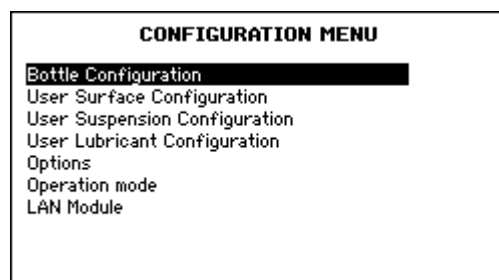 CONFIGURATION MENU
Bottle Configuration
User Surface Configuration
User Suspension Configuration
User Lubricant Configuration
Options
Operation mode
LAN Module